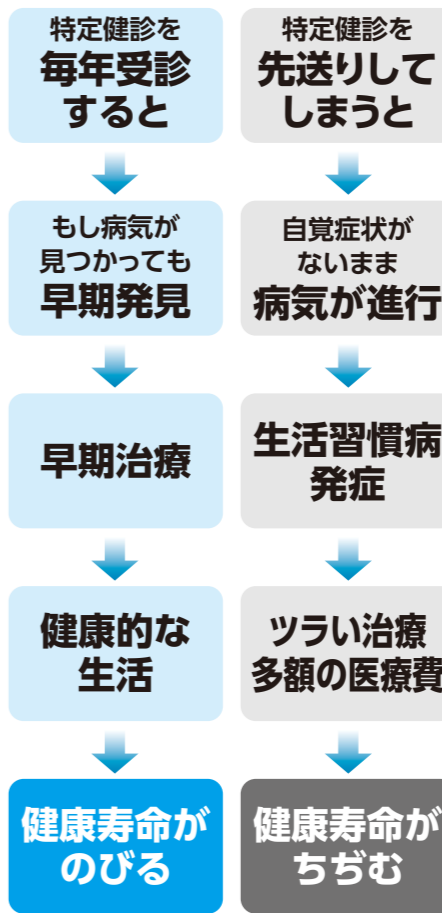 特定健診を
毎年受診
すると
もし病気が
見つかっても
早期発見
早期治療
健康的な
生活
健康寿命が
のびる
特定健診を
先送りして
しまうと
自覚症状が
ないまま
病気が進行
生活習慣病
発症
ツラい治療
多額の医療費
健康寿命が
ちぢむ